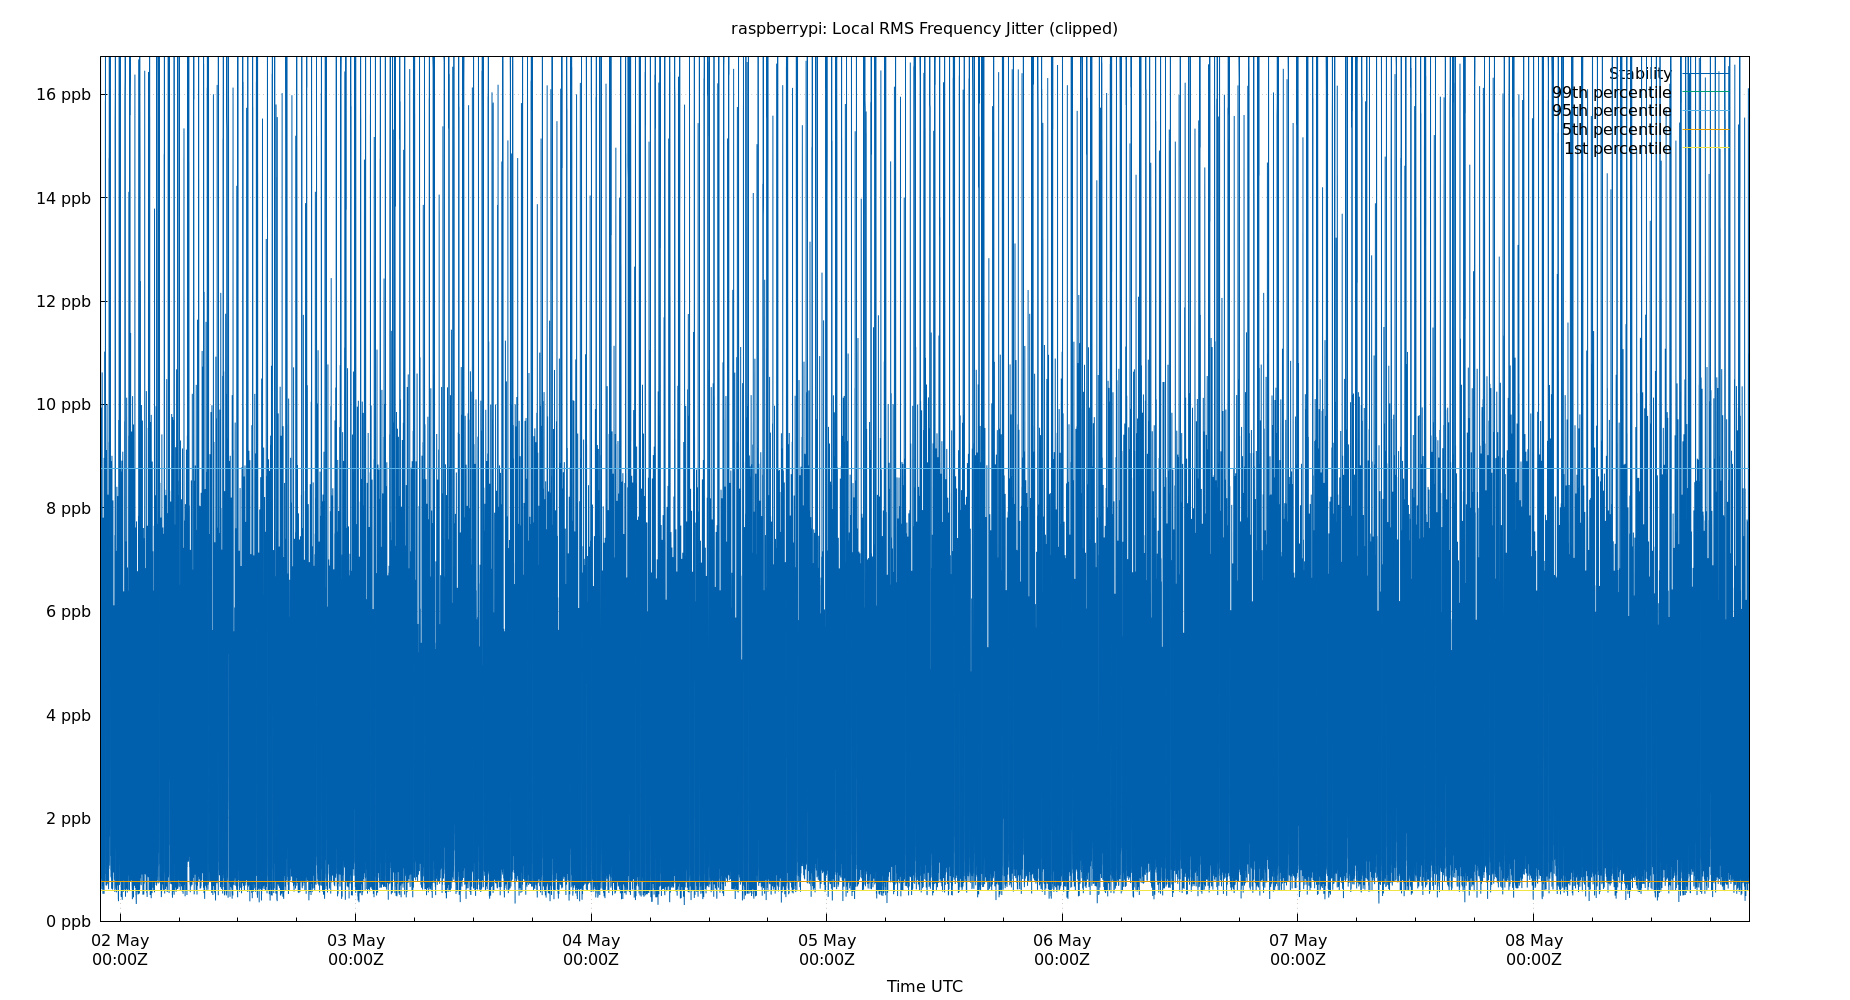 raspberrypi: Local RMS Frequency Jitter (clipped)
Stability
99th percentile
95th percentile
5th percentile
1st percentile
16 ppb
14 ppb
12 ppb
10 ppb
8 ppb
6 ppb
4 ppb
2 ppb
0 ppb
02 May 03 May 04 May 05 May 06 May 07 May 08 May
00:00Z 00:00Z 00:00Z 00:00Z 00:00Z 00:00Z 00:00Z
Time UTC